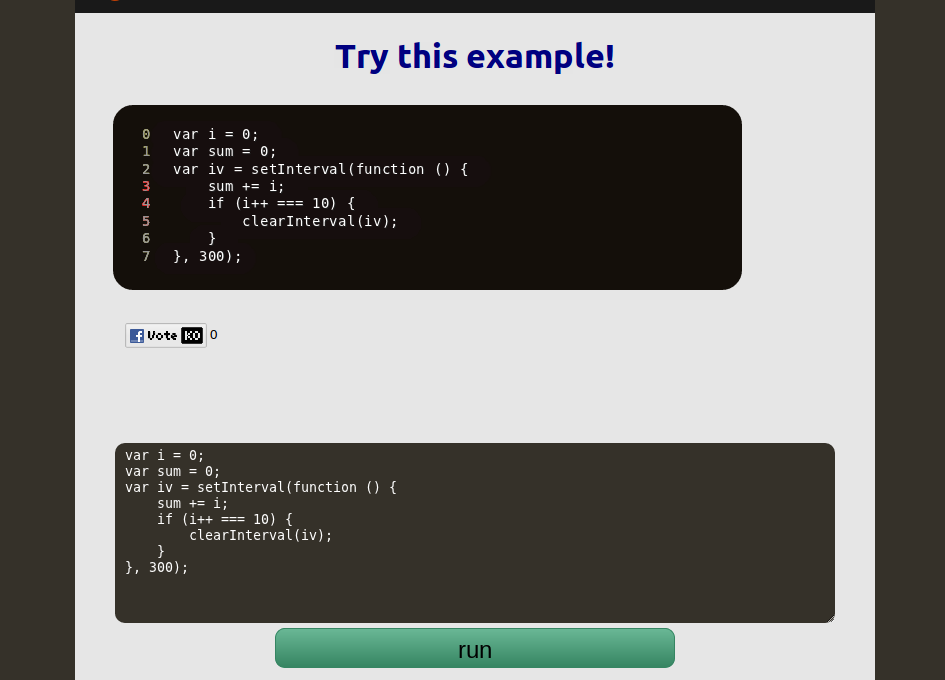 Try this example!
0 var i = 0;
1 var sum = 0;
2 var iv = setInterval(function () {
3     sum += i;
4     if (i++ === 10) {
5         clearInterval(iv);
6     }
7 }, 300);
f Vote KO 0
var i = 0;
var sum = 0;
var iv = setInterval(function () {
    sum += i;
    if (i++ === 10) {
        clearInterval(iv);
    }
}, 300);
run